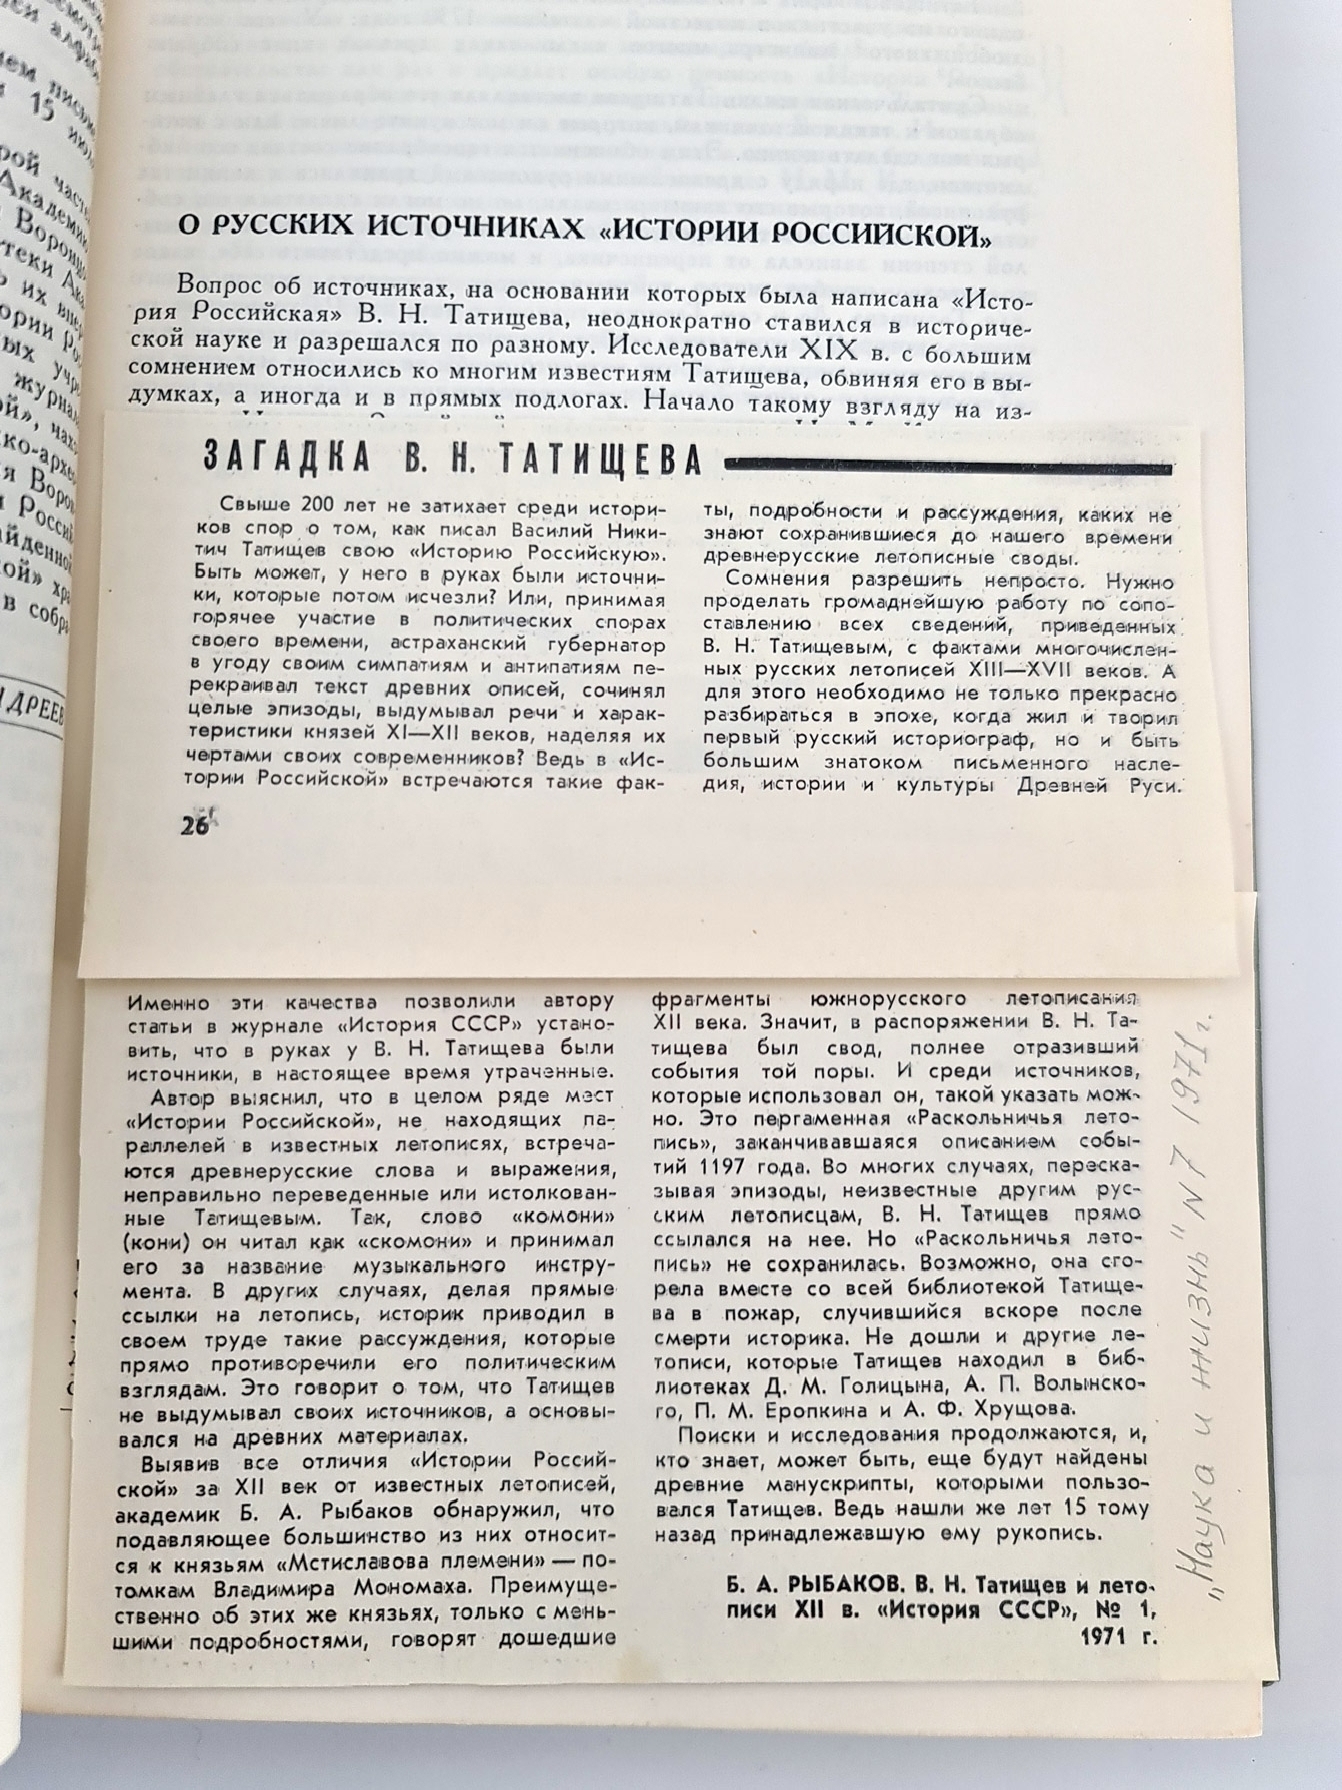 О РУССКИХ ИСТОЧНИКАХ «ИСТОРИИ РОССИЙСКОЙ»
Вопрос об источниках, на основании которых была написана «Исто-
рия Российская» В. Н. Татищева, неоднократно ставился в историче-
ской науке и разрешался по разному. Исследователи XIX в. с большим
сомнением относились ко многим известиям Татищева, обвиняя его в вы-
думках, а иногда и в прямых подлогах. Начало такому взгляду на из-
ЗАГАДКА В. Н. ТАТИЩЕВА
Свыше 200 лет не затихает среди истори-
ков спор о том, как писал Василий Ники-
тич Татищев свою «Историю Российскую».
Быть может, у него в руках были источни-
ки, которые потом исчезли? Или, принимая
горячее участие в политических спорах
своего времени, астраханский губернатор
в угоду своим симпатиям и антипатиям пе-
рекраивал текст древних описей, сочинял
целые эпизоды, выдумывал речи и харак-
теристики князей XI—XII веков, наделяя их
чертами своих современников? Ведь в «Ис-
тории Российской» встречаются такие фак-
ты, подробности и рассуждения, каких не
знают сохранившиеся до нашего времени
древнерусские летописные своды.
Сомнения разрешить непросто. Нужно
проделать громаднейшую работу по сопо-
ставлению всех сведений, приведенных
В. Н. Татищевым, с фактами многочислен-
ных русских летописей XIII—XVII веков. А
для этого необходимо не только прекрасно
разбираться в эпохе, когда жил и творил
первый русский историограф, но и быть
большим знатоком письменного насле-
дия, истории и культуры Древней Руси.
26
Именно эти качества позволили автору
статьи в журнале «История СССР» устано-
вить, что в руках у В. Н. Татищева были
источники, в настоящее время утраченные.
Автор выяснил, что в целом ряде мест
«Истории Российской», не находящих па-
раллелей в известных летописях, встреча-
ются древнерусские слова и выражения,
неправильно переведенные или истолкован-
ные Татищевым. Так, слово «комони»
(кони) он читал как «скомони» и принимал
его за название музыкального инстру-
мента. В других случаях, делая прямые
ссылки на летопись, историк приводил в
своем труде такие рассуждения, которые
прямо противоречили его политическим
взглядам. Это говорит о том, что Татищев
не выдумывал своих источников, а основы-
вался на древних материалах.
Выявив все отличия «Истории Россий-
ской» за XII век от известных летописей,
академик Б. А. Рыбаков обнаружил, что
подавляющее большинство из них относит-
ся к князьям «Мстиславова племени» — по-
томкам Владимира Мономаха. Преимуще-
ственно об этих же князьях, только с мень-
шими подробностями, говорят дошедшие
фрагменты южнорусского летописания
XII века. Значит, в распоряжении В. Н. Та-
тищева был свод, полнее отразивший
события той поры. И среди источников,
которые использовал он, такой указать мож-
но. Это пергаменная «Раскольничья лето-
пись», заканчивавшаяся описанием собы-
тий 1197 года. Во многих случаях, переска-
зывая эпизоды, неизвестные другим рус-
ским летописцам, В. Н. Татищев прямо
ссылался на нее. Но «Раскольничья лето-
пись» не сохранилась. Возможно, она сго-
рела вместе со всей библиотекой Татище-
ва в пожар, случившийся вскоре после
смерти историка. Не дошли и другие ле-
тописи, которые Татищев находил в биб-
лиотеках Д. М. Голицына, А. П. Волынско-
го, П. М. Еропкина и А. Ф. Хрущова.
Поиски и исследования продолжаются, и,
кто знает, может быть, еще будут найдены
древние манускрипты, которыми пользо-
вался Татищев. Ведь нашли же лет 15 тому
назад принадлежавшую ему рукопись.
Б. А. РЫБАКОВ. В. Н. Татищев и лето-
писи XII в. «История СССР», № 1,
1971 г.
„Наука и жизнь" N 7 1971 г.